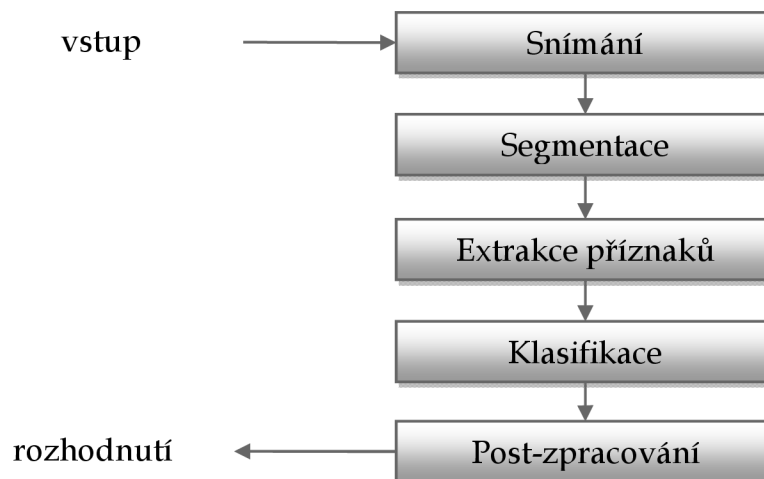 vstup
Snímání
Segmentace
Extrakce příznaků
Klasifikace
rozhodnutí
Post-zpracování